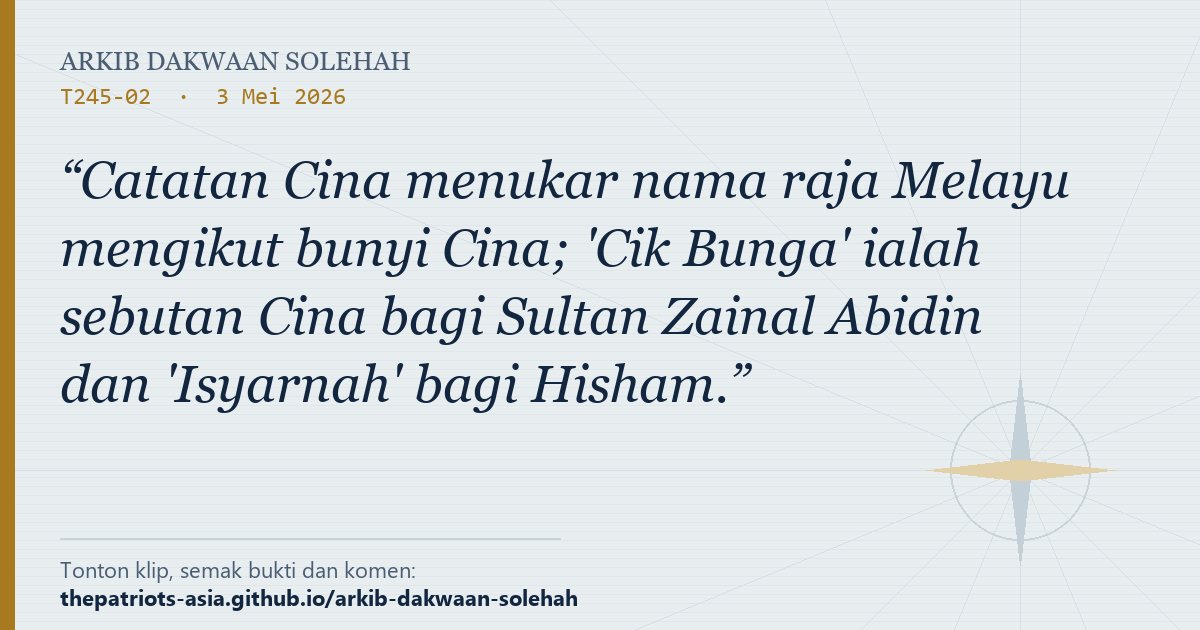 ARKIB DAKWAAN SOLEHAH
T245-02 · 3 Mei 2026
“Catatan Cina menukar nama raja Melayu
mengikut bunyi Cina; 'Cik Bunga' ialah
sebutan Cina bagi Sultan Zainal Abidin
dan 'Isyarnah' bagi Hisham.”
Tonton klip, semak bukti dan komen:
thepatriots-asia.github.io/arkib-dakwaan-solehah